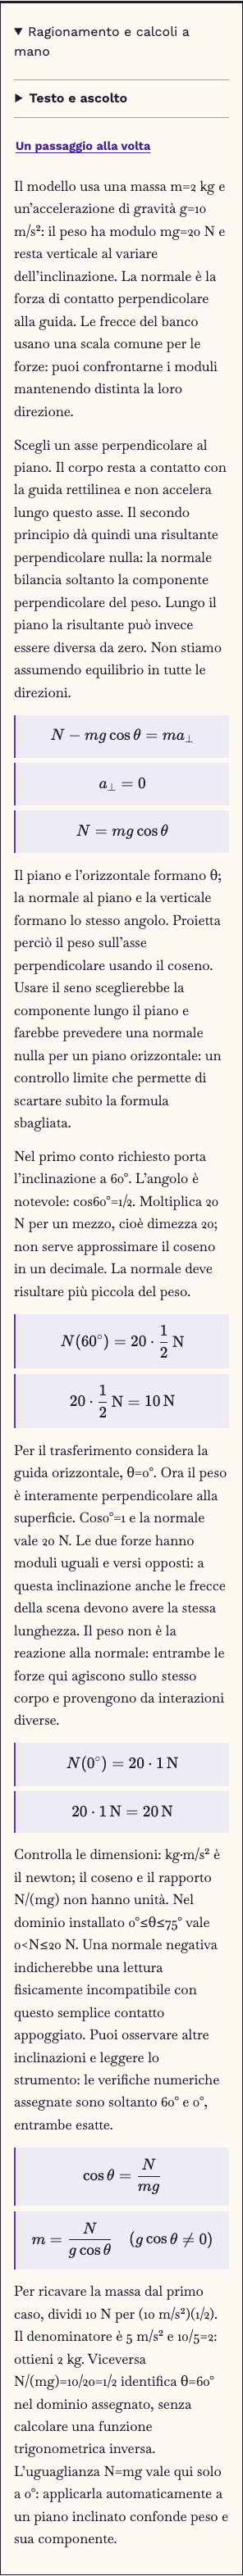 ▼ Ragionamento e calcoli a
mano
▶ Testo e ascolto
Un passaggio alla volta
Il modello usa una massa m=2 kg e
un’accelerazione di gravità g=10
m/s²: il peso ha modulo mg=20 N e
resta verticale al variare
dell’inclinazione. La normale è la
forza di contatto perpendicolare
alla guida. Le frecce del banco
usano una scala comune per le
forze: puoi confrontarne i moduli
mantenendo distinta la loro
direzione.
Scegli un asse perpendicolare al
piano. Il corpo resta a contatto con
la guida rettilinea e non accelera
lungo questo asse. Il secondo
principio dà quindi una risultante
perpendicolare nulla: la normale
bilancia soltanto la componente
perpendicolare del peso. Lungo il
piano la risultante può invece
essere diversa da zero. Non stiamo
assumendo equilibrio in tutte le
direzioni.
N − mg cos θ = ma⊥
a⊥ = 0
N = mg cos θ
Il piano e l’orizzontale formano θ;
la normale al piano e la verticale
formano lo stesso angolo. Proietta
perciò il peso sull’asse
perpendicolare usando il coseno.
Usare il seno sceglierebbe la
componente lungo il piano e
farebbe prevedere una normale
nulla per un piano orizzontale: un
controllo limite che permette di
scartare subito la formula
sbagliata.
Nel primo conto richiesto porta
l’inclinazione a 60°. L’angolo è
notevole: cos60°=1/2. Moltiplica 20
N per un mezzo, cioè dimezza 20;
non serve approssimare il coseno
in un decimale. La normale deve
risultare più piccola del peso.
N(60°) = 20 · 1/2 N
20 · 1/2 N = 10 N
Per il trasferimento considera la
guida orizzontale, θ=0°. Ora il peso
è interamente perpendicolare alla
superficie. Cos0°=1 e la normale
vale 20 N. Le due forze hanno
moduli uguali e versi opposti: a
questa inclinazione anche le frecce
della scena devono avere la stessa
lunghezza. Il peso non è la
reazione alla normale: entrambe le
forze qui agiscono sullo stesso
corpo e provengono da interazioni
diverse.
N(0°) = 20 · 1 N
20 · 1 N = 20 N
Controlla le dimensioni: kg·m/s² è
il newton; il coseno e il rapporto
N/(mg) non hanno unità. Nel
dominio installato 0°≤θ≤75° vale
0<N≤20 N. Una normale negativa
indicherebbe una lettura
fisicamente incompatibile con
questo semplice contatto
appoggiato. Puoi osservare altre
inclinazioni e leggere lo
strumento: le verifiche numeriche
assegnate sono soltanto 60° e 0°,
entrambe esatte.
cos θ = N/mg
m = N/(g cos θ) (g cos θ ≠ 0)
Per ricavare la massa dal primo
caso, dividi 10 N per (10 m/s²)(1/2).
Il denominatore è 5 m/s² e 10/5=2:
ottieni 2 kg. Viceversa
N/(mg)=10/20=1/2 identifica θ=60°
nel dominio assegnato, senza
calcolare una funzione
trigonometrica inversa.
L’uguaglianza N=mg vale qui solo
a 0°: applicarla automaticamente a
un piano inclinato confonde peso e
sua componente.